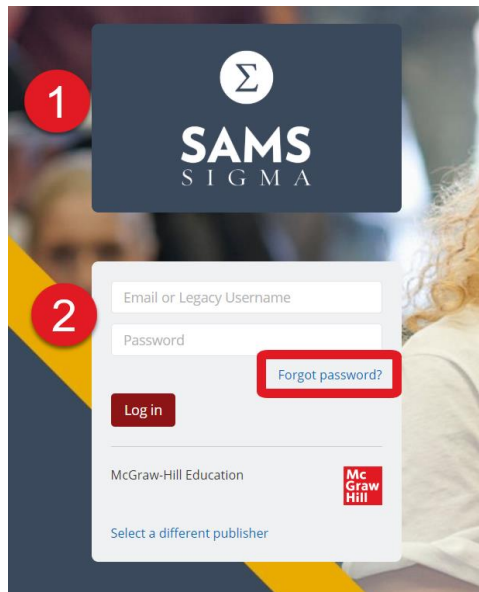 1
Σ
SAMS
SIGMA
2
Email or Legacy Username
Password
Forgot password?
Log in
McGraw-Hill Education
Mc
Graw
Hill
Select a different publisher